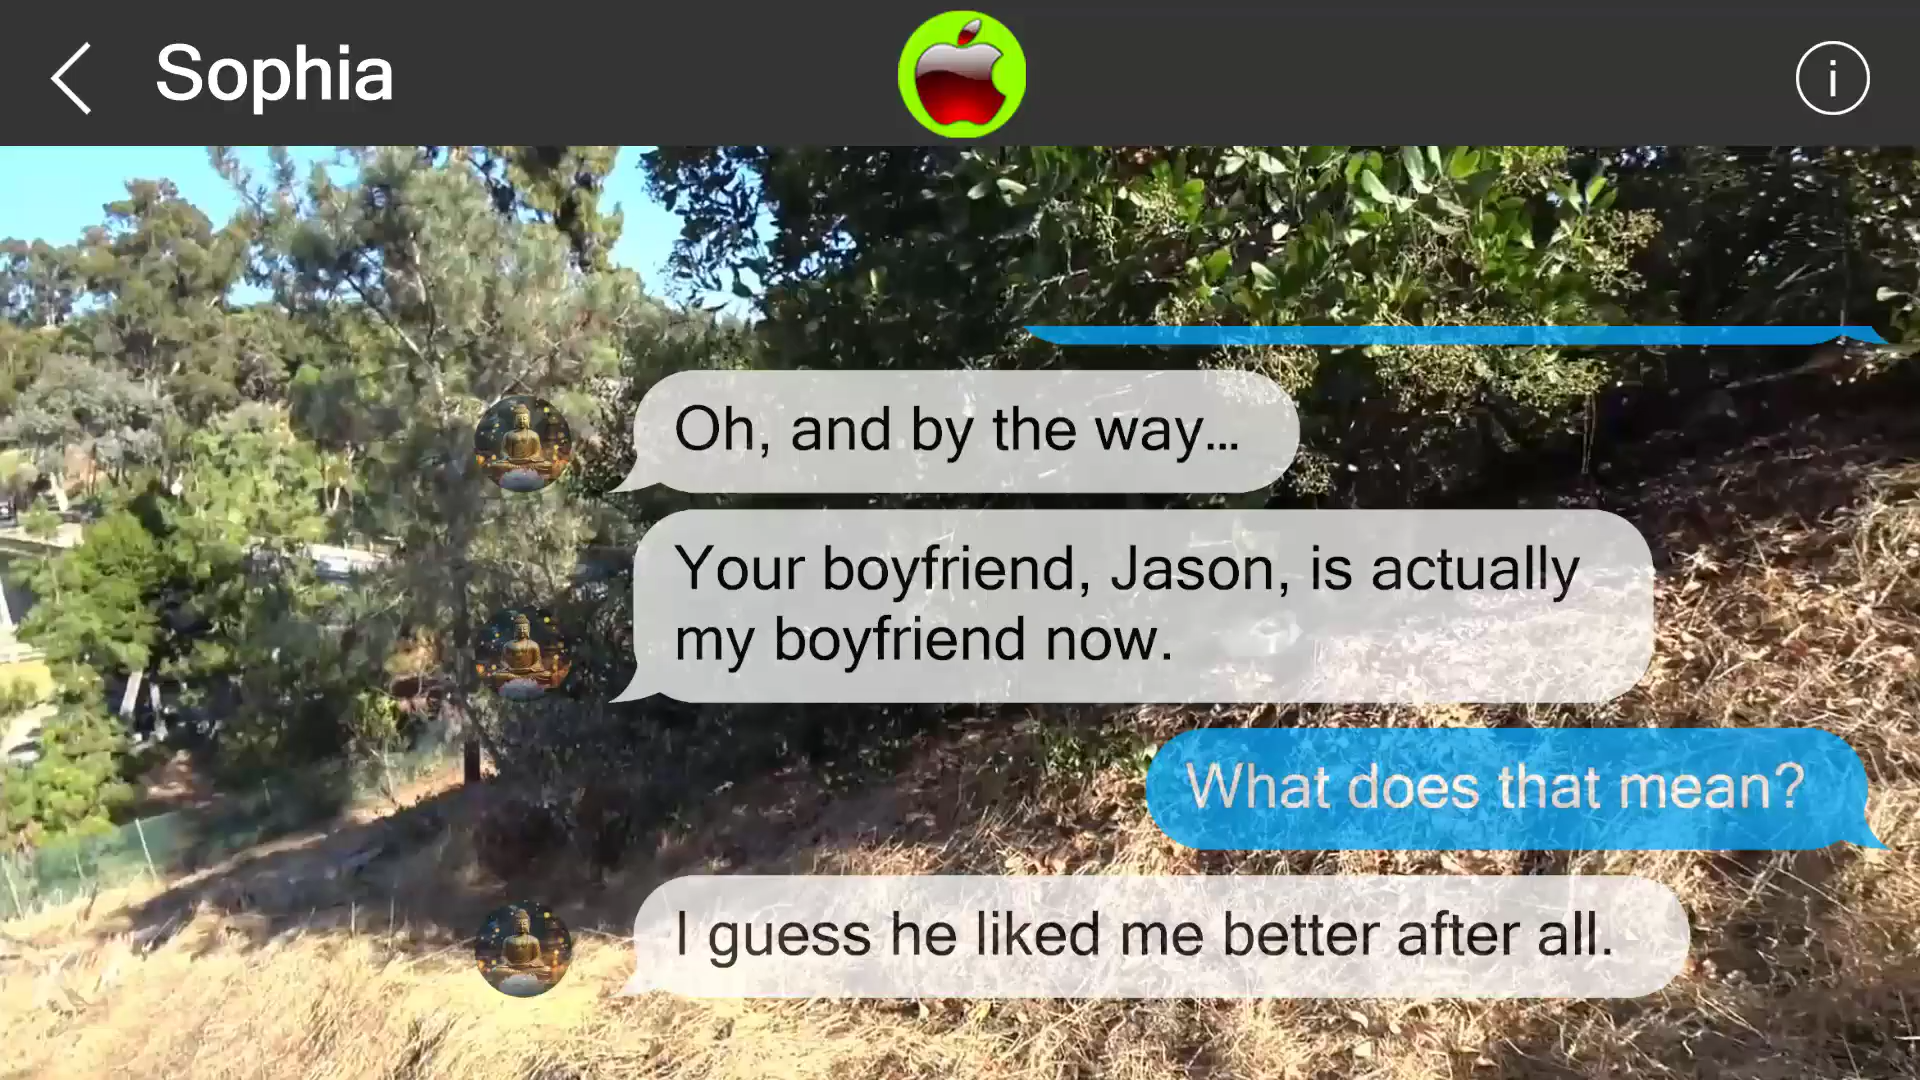 Sophia
Oh, and by the way...
Your boyfriend, Jason, is actually
my boyfriend now.
What does that mean?
I guess he liked me better after all.